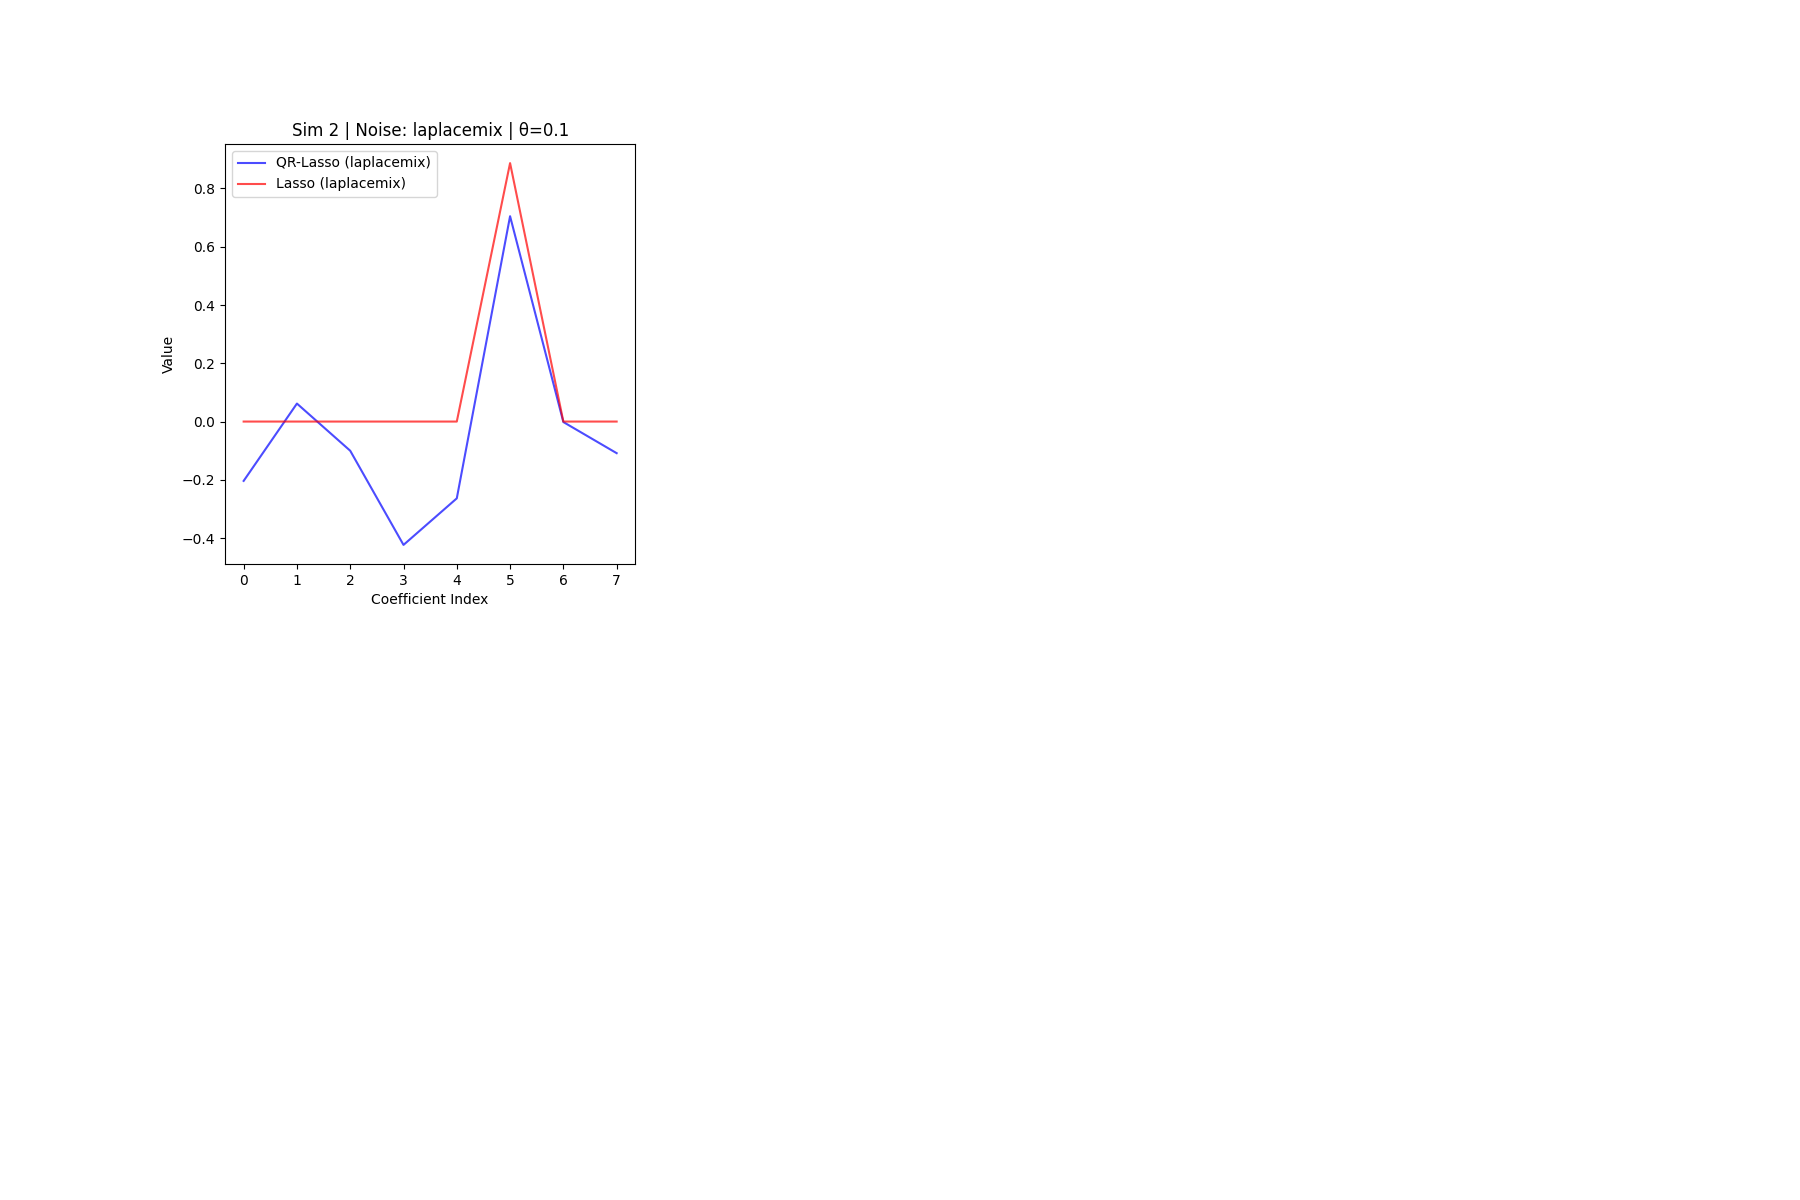 Sim 2 | Noise: laplacemix | θ=0.1
QR-Lasso (laplacemix)
Lasso (laplacemix)
Value
0.8
0.6
0.4
0.2
0.0
−0.2
−0.4
0 1 2 3 4 5 6 7
Coefficient Index